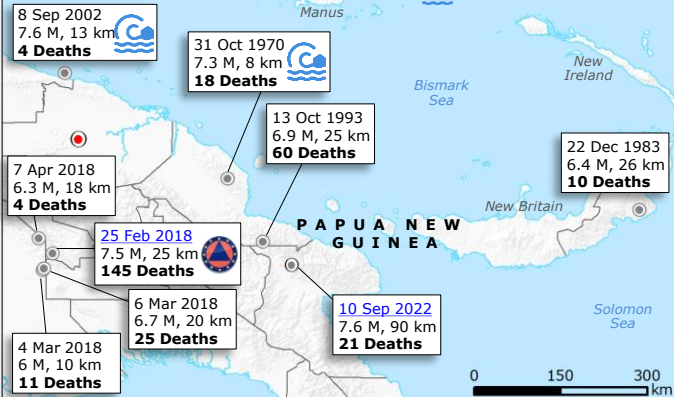 8 Sep 2002
7.6 M, 13 km
4 Deaths
Manus
31 Oct 1970
7.3 M, 8 km
18 Deaths
New
Ireland
Bismark
Sea
13 Oct 1993
6.9 M, 25 km
60 Deaths
22 Dec 1983
6.4 M, 26 km
10 Deaths
7 Apr 2018
6.3 M, 18 km
4 Deaths
New Britain
PAPUA NEW
GUINEA
25 Feb 2018
7.5 M, 25 km
145 Deaths
6 Mar 2018
6.7 M, 20 km
25 Deaths
10 Sep 2022
7.6 M, 90 km
21 Deaths
Solomon
Sea
4 Mar 2018
6 M, 10 km
11 Deaths
0 150 300
km